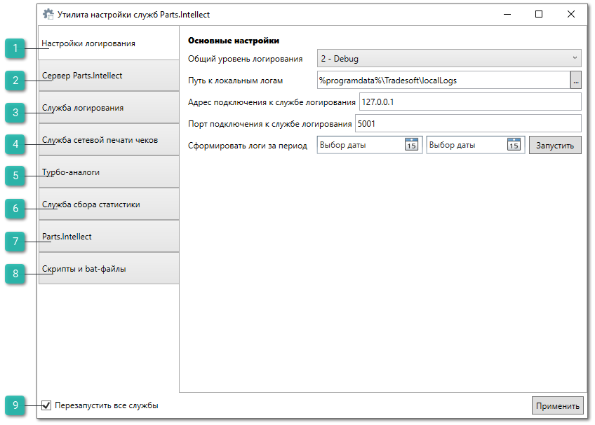 Утилита настройки служб Parts.Intellect
1 Настройки логирования
2 Сервер Parts.Intellect
3 Служба логирования
4 Служба сетевой печати чеков
5 Турбо-аналоги
6 Служба сбора статистики
7 Parts.Intellect
8 Скрипты и bat-файлы
Основные настройки
Общий уровень логирования 2 - Debug
Путь к локальным логам %programdata%\Tradesoft\localLogs ...
Адрес подключения к службе логирования 127.0.0.1
Порт подключения к службе логирования 5001
Сформировать логи за период Выбор даты 15 Выбор даты 15 Запустить
9 Перезапустить все службы Применить